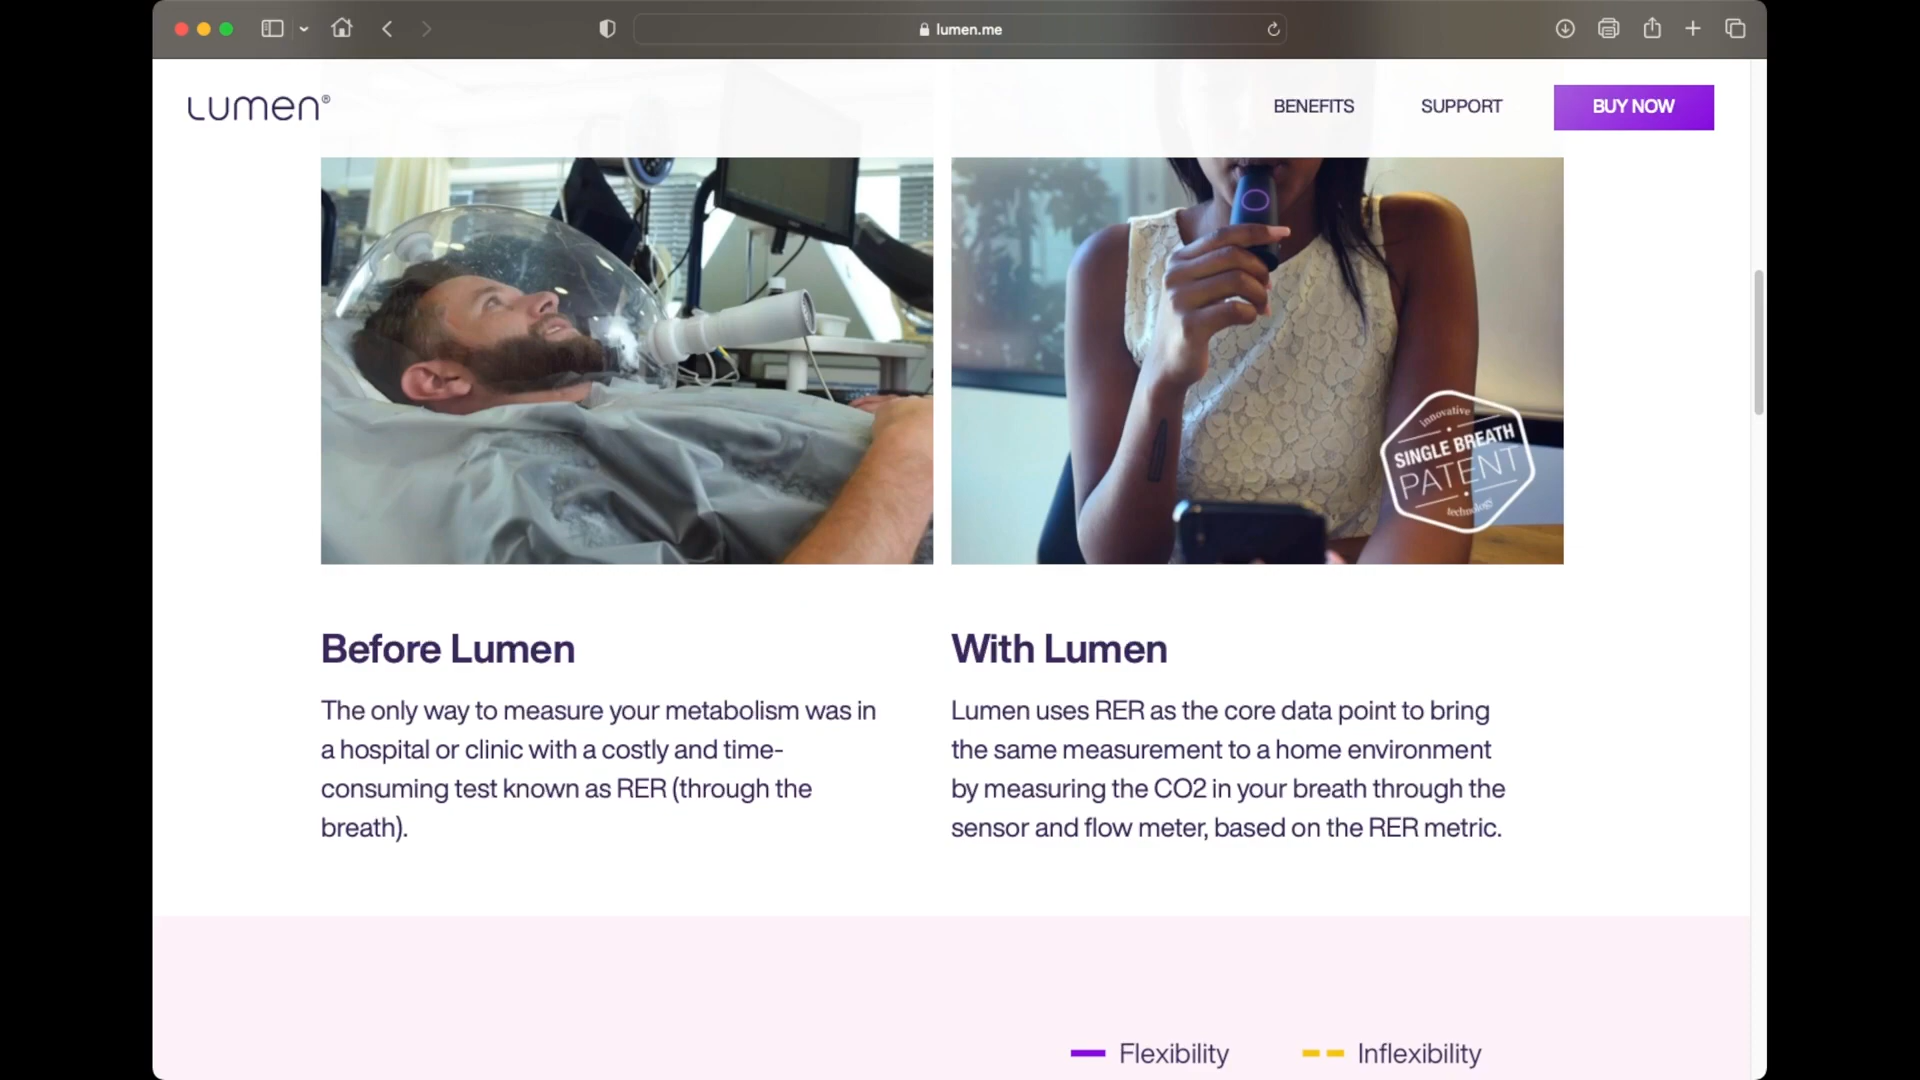 lumen.me
Lumen®
BENEFITS
SUPPORT
BUY NOW
innovative
SINGLE BREATH
PATENT
technology
Before Lumen
The only way to measure your metabolism was in
a hospital or clinic with a costly and time-
consuming test known as RER (through the
breath).
With Lumen
Lumen uses RER as the core data point to bring
the same measurement to a home environment
by measuring the CO2 in your breath through the
sensor and flow meter, based on the RER metric.
Flexibility
Inflexibility